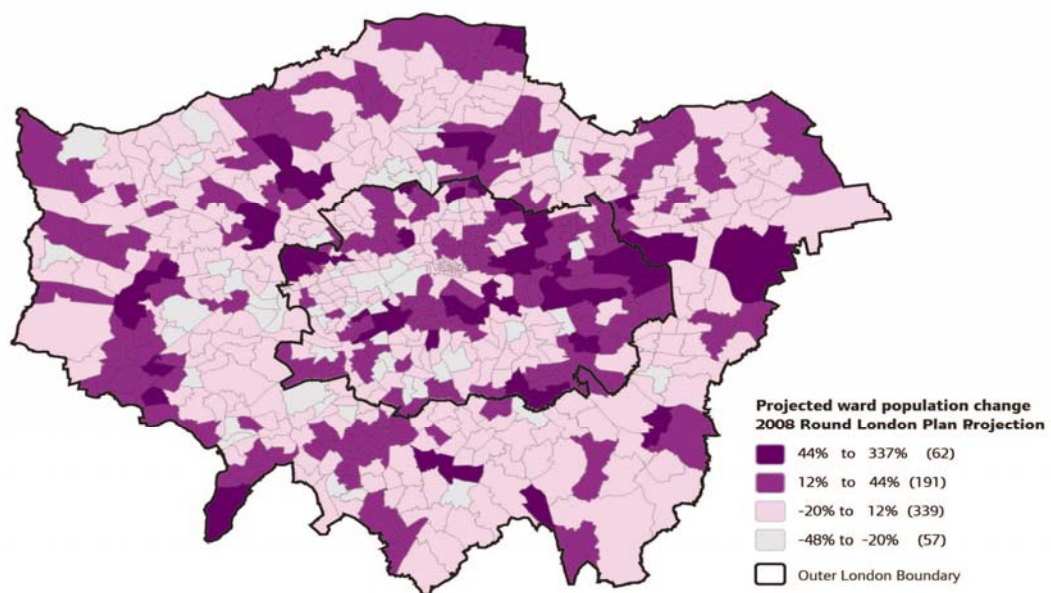 Projected ward population change
2008 Round London Plan Projection
44% to 337% (62)
12% to 44% (191)
-20% to 12% (339)
-48% to -20% (57)
Outer London Boundary